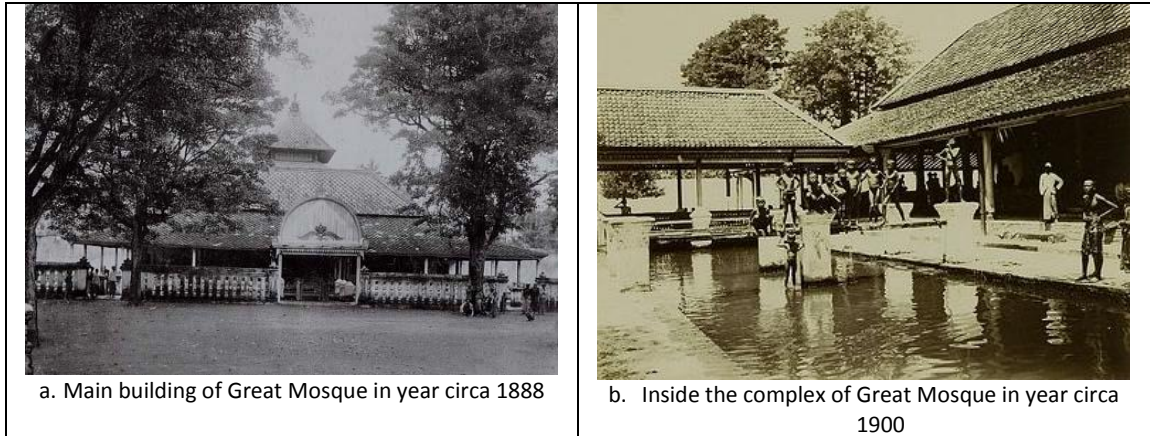 a. Main building of Great Mosque in year circa 1888
b. Inside the complex of Great Mosque in year circa
1900